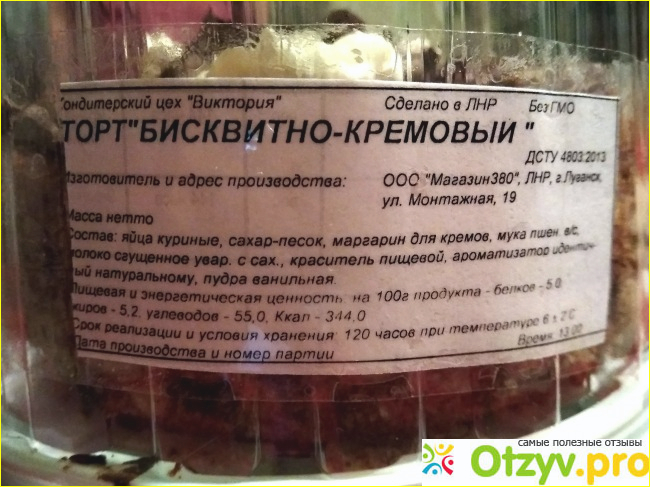 Кондитерский цех "Виктория" Сделано в ЛНР Без ГМО
ТОРТ"БИСКВИТНО-КРЕМОВЫЙ "
ДСТУ 4803:2013
Изготовитель и адрес производства: ООО "Магазин380", ЛНР, г.Луганск,
ул. Монтажная, 19
Масса нетто
Состав: яйца куриные, сахар-песок, маргарин для кремов, мука пшен. в/с,
молоко сгущенное увар. с сах., краситель пищевой, ароматизатор идентич-
ный натуральному, пудра ванильная.
Пищевая и энергетическая ценность на 100г продукта - белков - 5,0
жиров - 5,2, углеводов - 55,0, Ккал - 344,0
Срок реализации и условия хранения: 120 часов при температуре 6 ± 2 С
Дата производства и номер партии Время: 13.00
самые полезные отзывы
Otzyv.pro